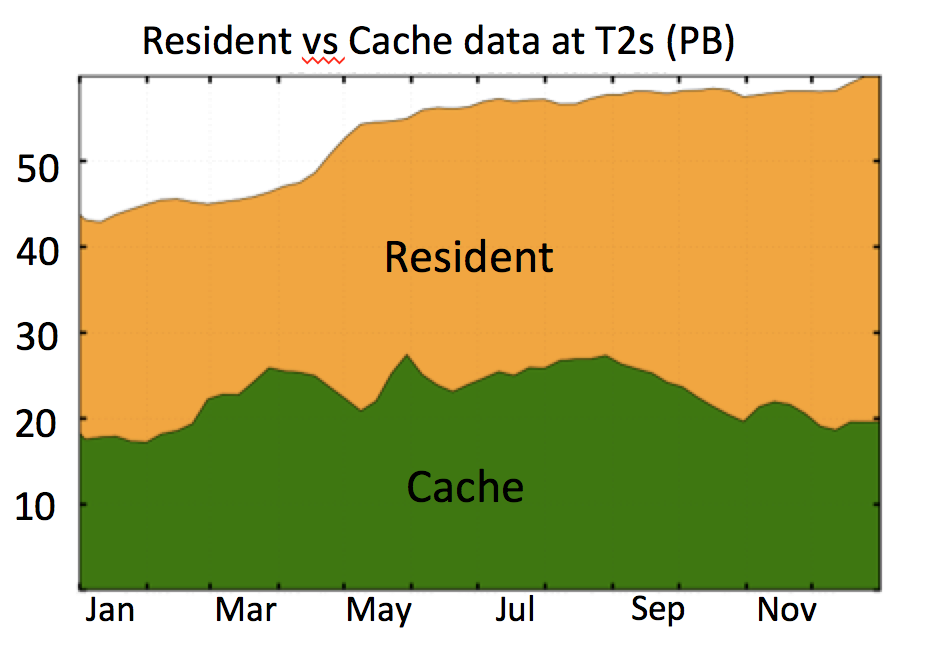 Resident vs Cache data at T2s (PB)
50
40
30
20
10
Resident
Cache
Jan Mar May Jul Sep Nov